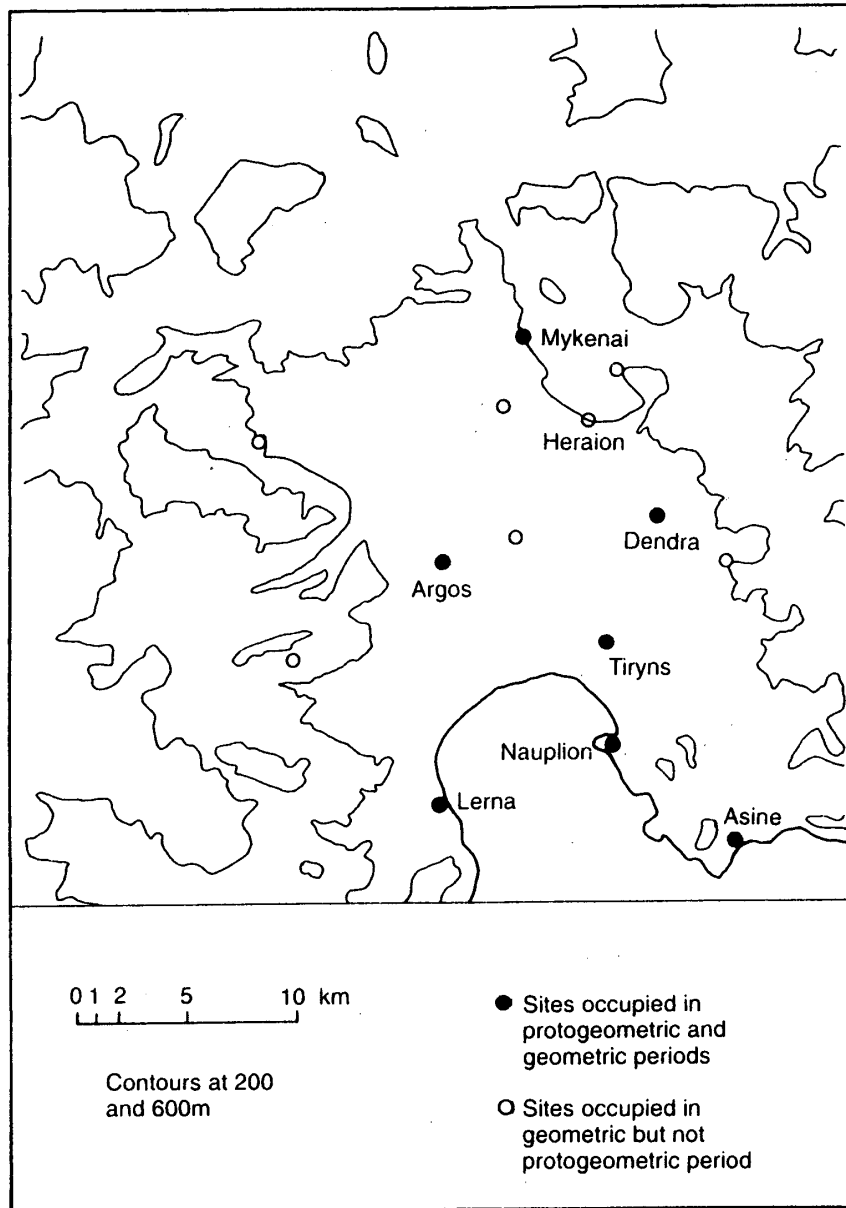 Mykenai
Heraion
Dendra
Argos
Tiryns
Nauplion
Lerna
Asine
0 1 2 5 10 km
Contours at 200
and 600m
Sites occupied in
protogeometric and
geometric periods
Sites occupied in
geometric but not
protogeometric period